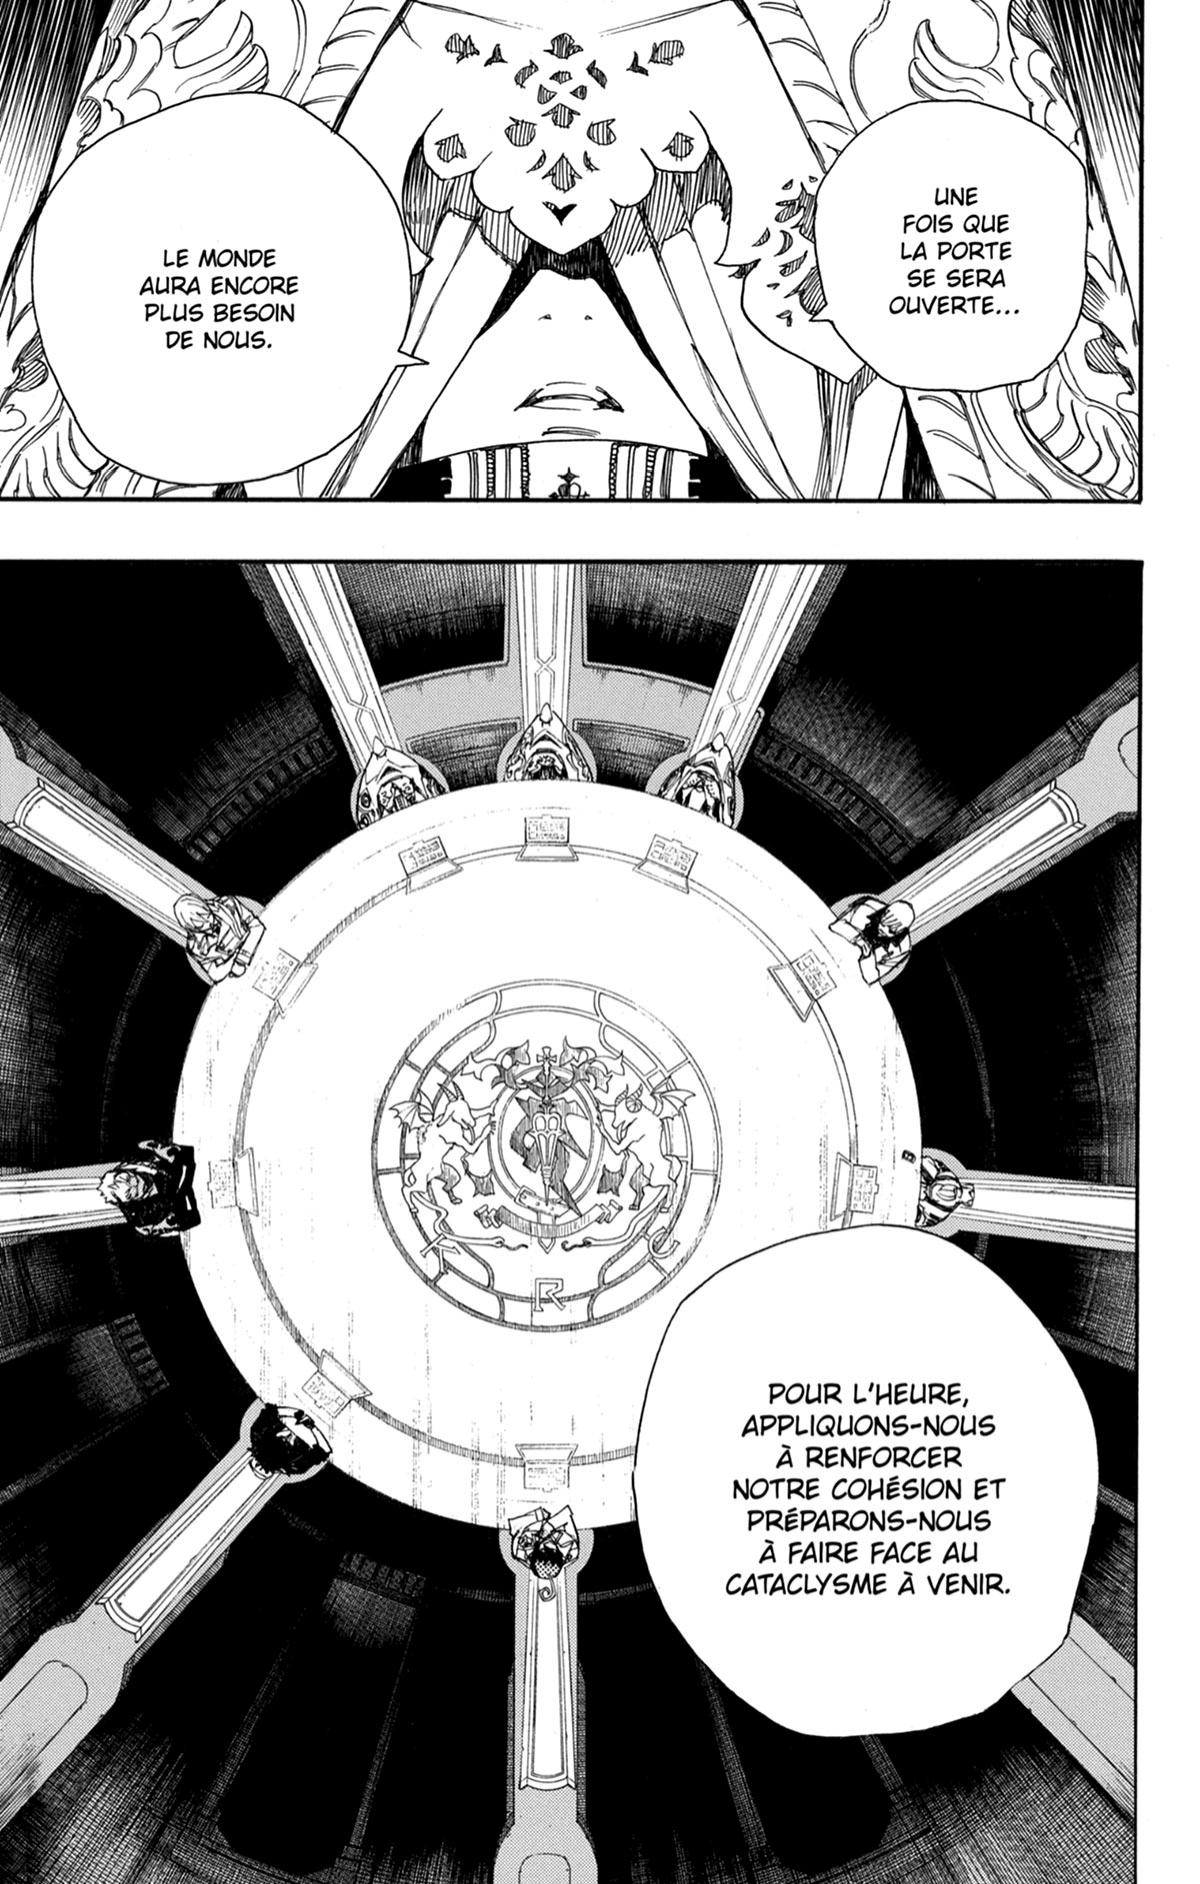 UNE
FOIS QUE
LA PORTE
SE SERA
OUVERTE...
LE MONDE
AURA ENCORE
PLUS BESOIN
DE NOUS.
K R C
POUR L'HEURE,
APPLIQUONS-NOUS
À RENFORCER
NOTRE COHÉSION ET
PRÉPARONS-NOUS
À FAIRE FACE AU
CATACLYSME À VENIR.